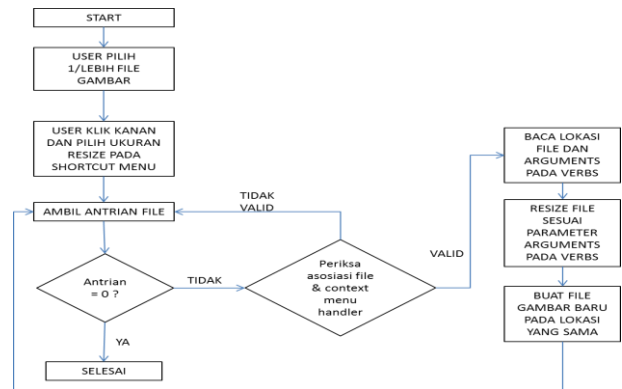 START
USER PILIH
1/LEBIH FILE
GAMBAR
USER KLIK KANAN
DAN PILIH UKURAN
RESIZE PADA
SHORTCUT MENU
AMBIL ANTRIAN FILE
Antrian
= 0 ?
YA
SELESAI
TIDAK
TIDAK
VALID
Periksa
asosiasi file
& context
menu
handler
VALID
BACA LOKASI
FILE DAN
ARGUMENTS
PADA VERBS
RESIZE FILE
SESUAI
PARAMETER
ARGUMENTS
PADA VERBS
BUAT FILE
GAMBAR BARU
PADA LOKASI
YANG SAMA